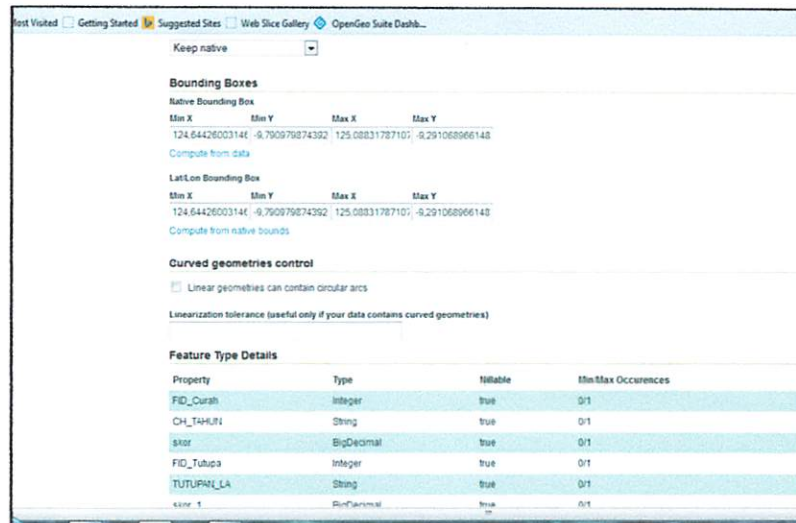 Most Visited Getting Started Suggested Sites Web Slice Gallery OpenGeo Suite Dashb...
Keep native
Bounding Boxes
Native Bounding Box
Min X Min Y Max X Max Y
124,6442600314 -9,790979874392 125,0883178710 -9,291068966148
Compute from data
Lat/Lon Bounding Box
Min X Min Y Max X Max Y
124,6442600314 -9,790979874392 125,0883178710 -9,291068966148
Compute from native bounds
Curved geometries control
Linear geometries can contain circular arcs
Linearization tolerance (useful only if your data contains curved geometries)
Feature Type Details
Property Type Nillable Min/Max Occurences
FID_Curah Integer true 0/1
CH_TAHUN String true 0/1
skor BigDecimal true 0/1
FID_Tutupa Integer true 0/1
TUTUPAN_LA String true 0/1
skor_1 BigDecimal true 0/1